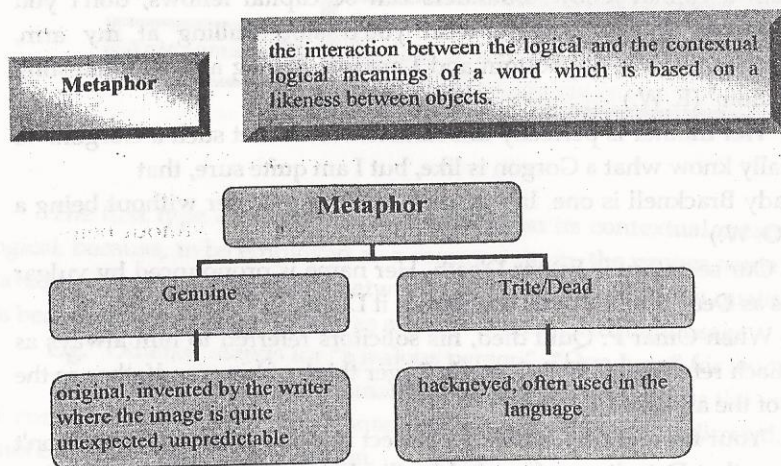 the interaction between the logical and the contextual
Metaphor
logical meanings of a word which is based on a
likeness between objects.
Metaphor
Genuine
Trite/Dead
original, invented by the writer
where the image is quite
unexpected, unpredictable
hackneyed, often used in the
language